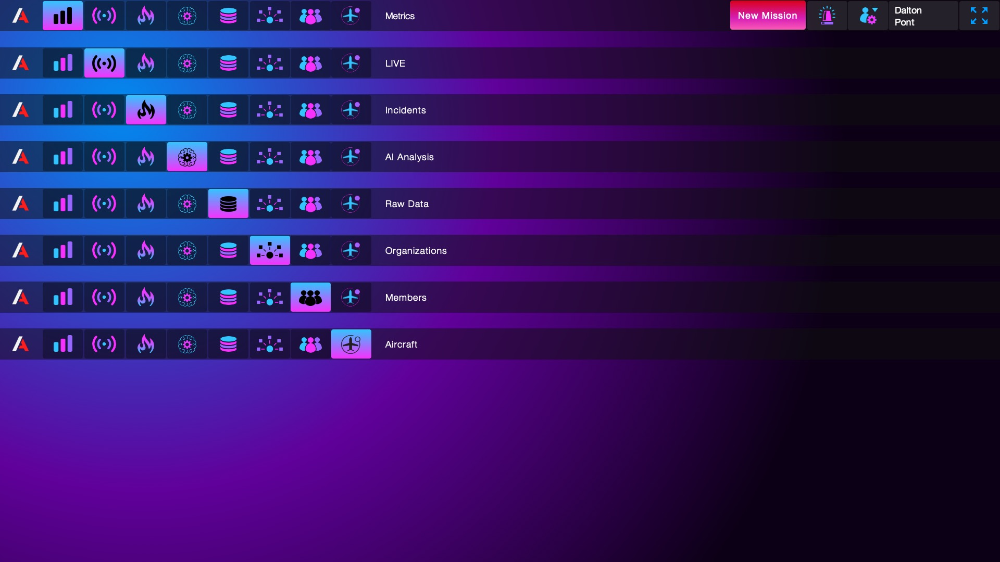 Metrics
New Mission
Dalton
Pont
LIVE
Incidents
AI Analysis
Raw Data
Organizations
Members
Aircraft